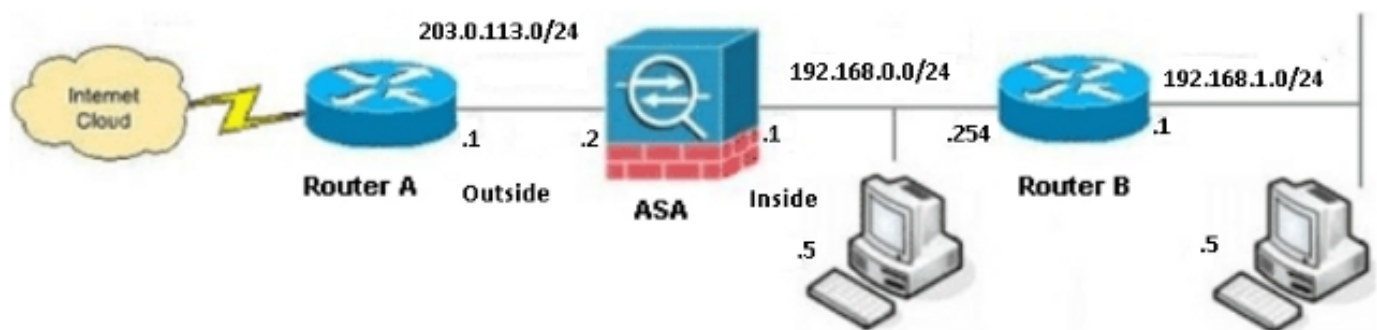 203.0.113.0/24
192.168.0.0/24
192.168.1.0/24
Internet
Cloud
.1
.2
.1
.254
.1
Router A
Outside
ASA
Inside
Router B
.5
.5